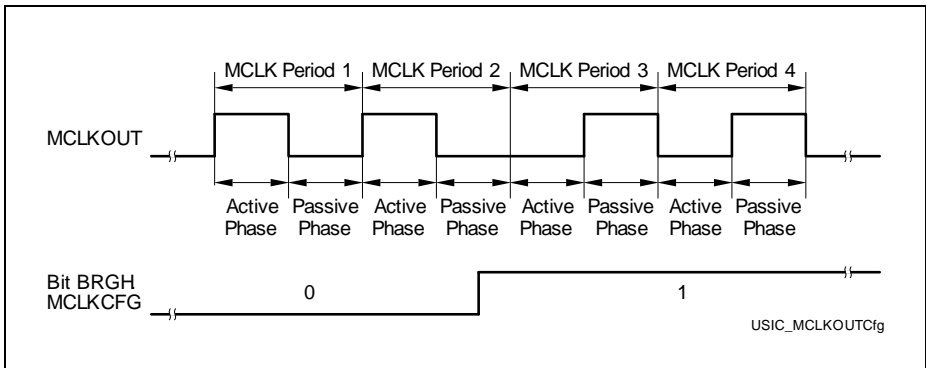 MCLK Period 1 MCLK Period 2 MCLK Period 3 MCLK Period 4
MCLKOUT
Active Passive Active Passive Active Passive Active Passive
Phase Phase Phase Phase Phase Phase Phase Phase
Bit BRGH.
MCLKCFG
0 1
USIC_MCLKOUTCfg